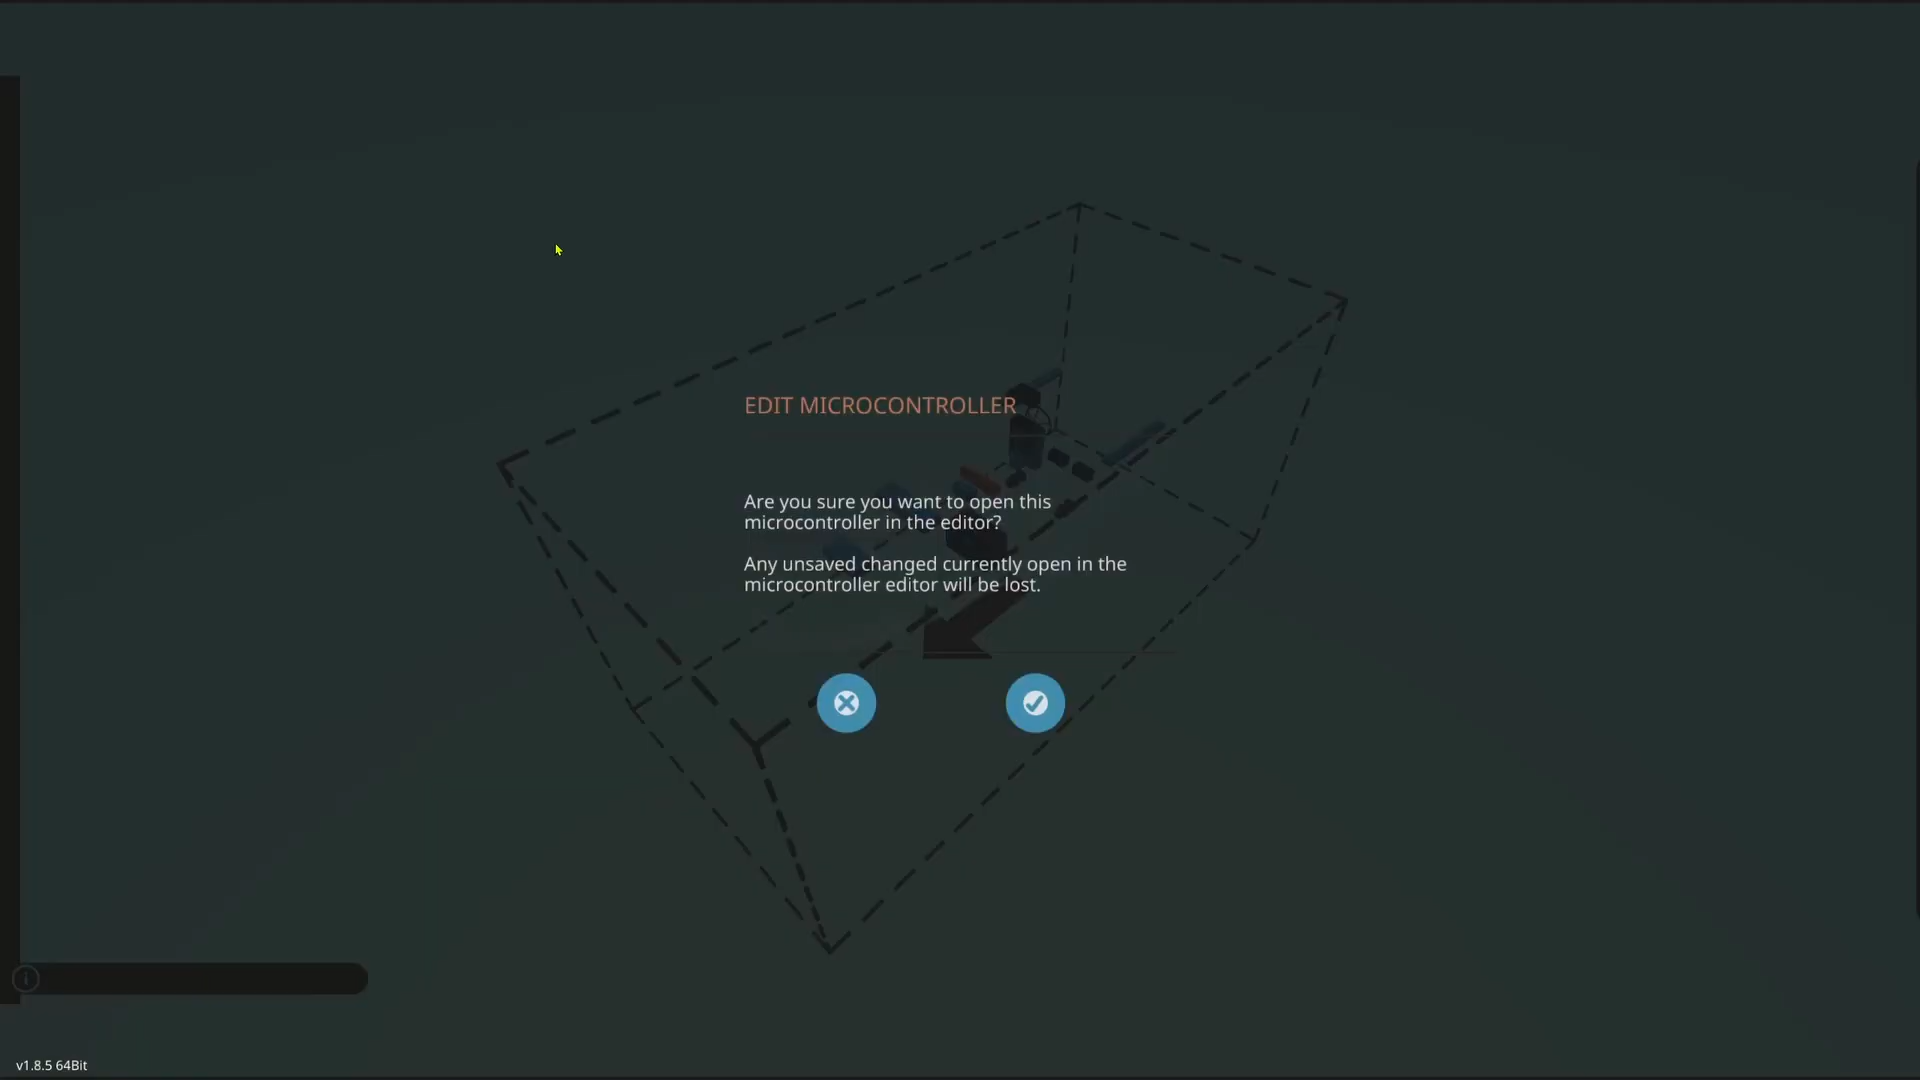 EDIT MICROCONTROLLER
Are you sure you want to open this
microcontroller in the editor?
Any unsaved changed currently open in the
microcontroller editor will be lost.
v1.8.5 64Bit